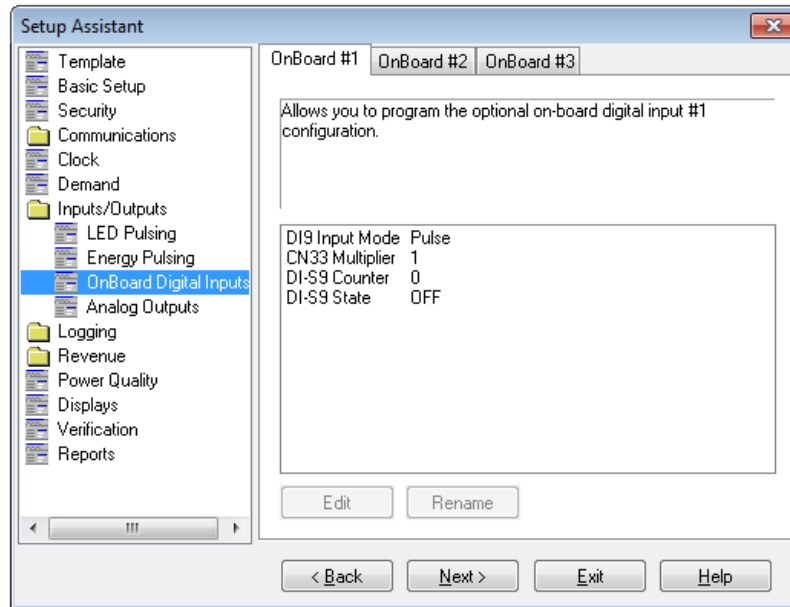 Setup Assistant
Template
Basic Setup
Security
Communications
Clock
Demand
Inputs/Outputs
LED Pulsing
Energy Pulsing
OnBoard Digital Inputs
Analog Outputs
Logging
Revenue
Power Quality
Displays
Verification
Reports
OnBoard #1 OnBoard #2 OnBoard #3
Allows you to program the optional on-board digital input #1
configuration.
DI9 Input Mode Pulse
CN33 Multiplier 1
DI-S9 Counter 0
DI-S9 State OFF
Edit Rename
< Back Next > Exit Help